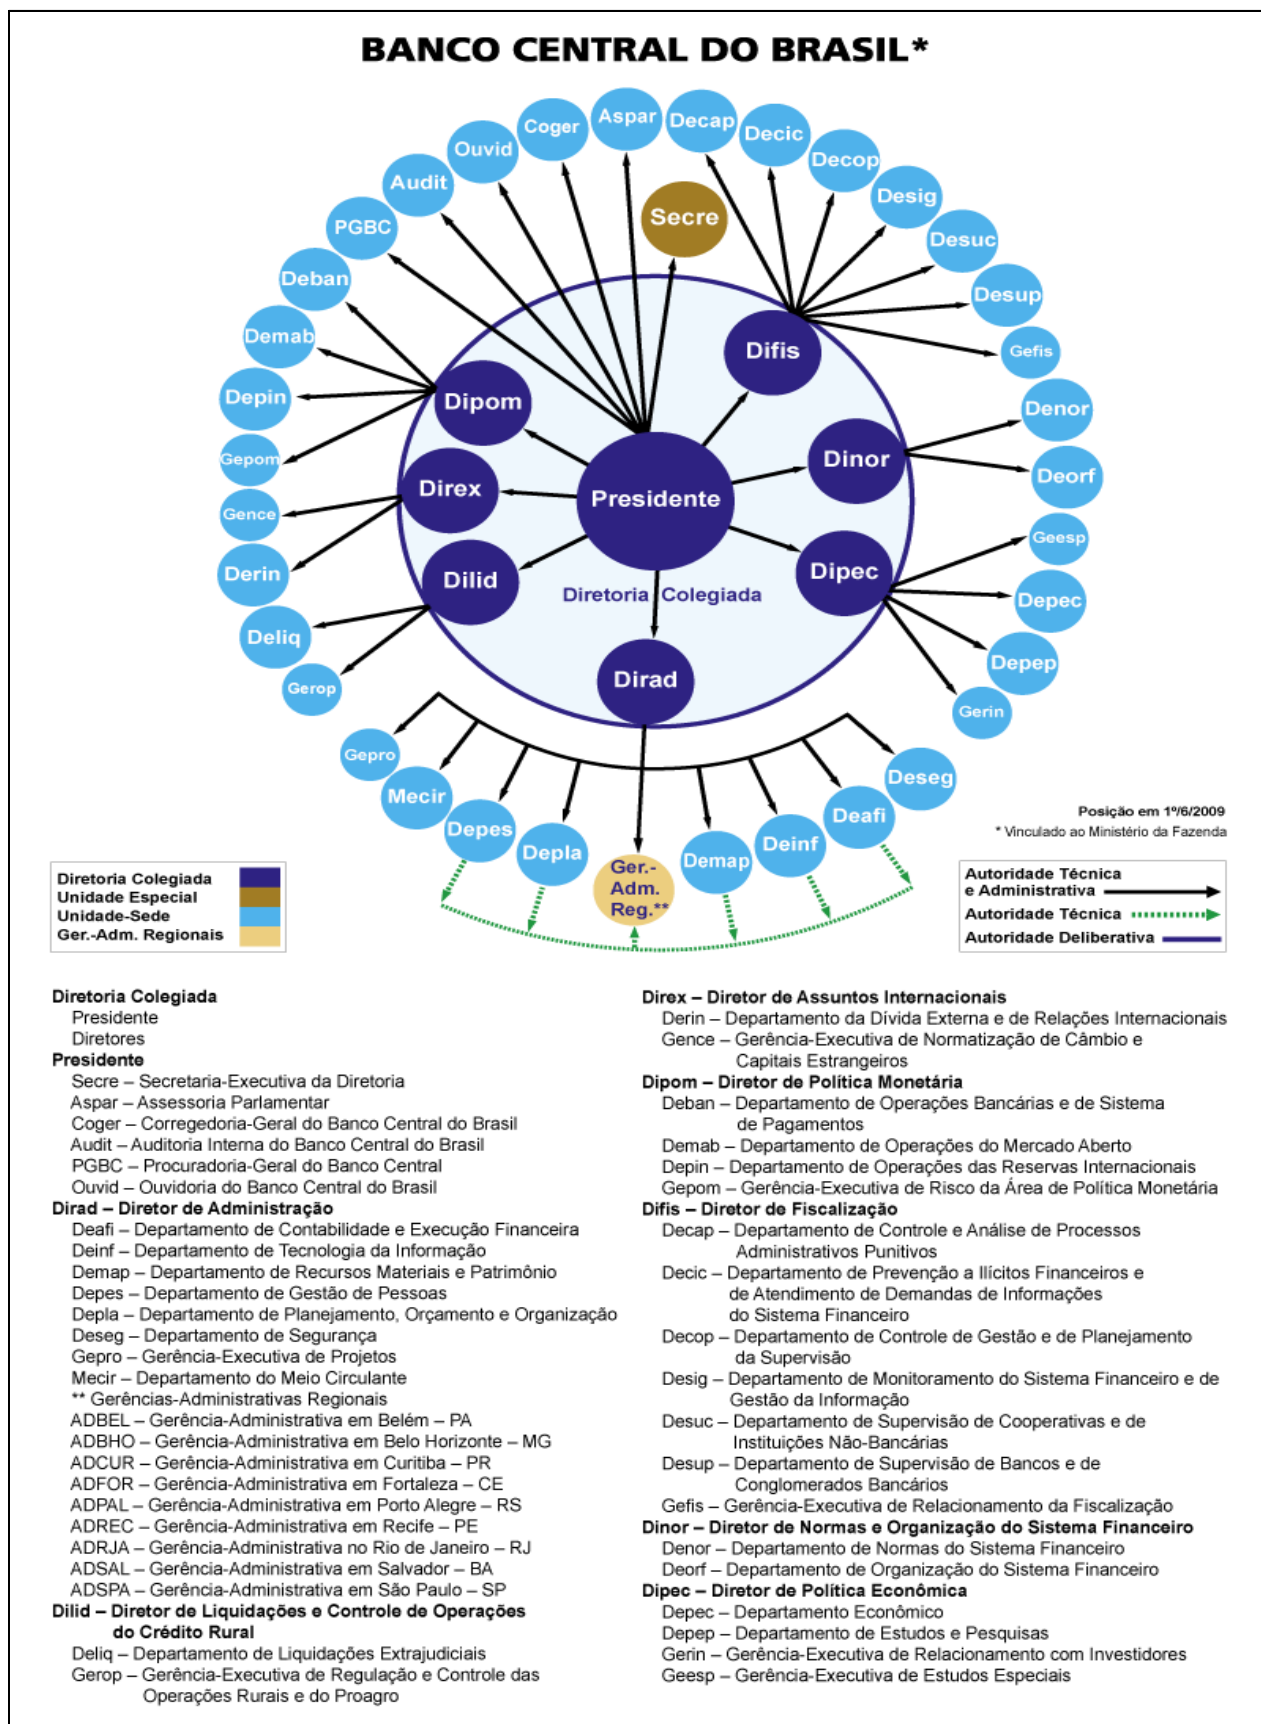 BANCO CENTRAL DO BRASIL*
Aspar
Decap
Coger
Decic
Ouvid
Decop
Audit
Desig
Secre
PGBC
Desuc
Deban
Desup
Demab
Difis
Gefis
Depin
Dipom
Denor
Gepom
Dinor
Deorf
Direx
Presidente
Gence
Geesp
Derin
Dilid
Dipec
Depec
Diretoria Colegiada
Deliq
Depep
Gerop
Dirad
Gerin
Gepro
Deseg
Mecir
Deafi
Depes
Deinf
Depla
Demap
Ger.-
Adm.
Reg.**
Posição em 1º/6/2009
* Vinculado ao Ministério da Fazenda
Diretoria Colegiada
Unidade Especial
Unidade-Sede
Ger.-Adm. Regionais
Autoridade Técnica
e Administrativa
Autoridade Técnica
Autoridade Deliberativa
Diretoria Colegiada
Presidente
Diretores
Presidente
Secre – Secretaria-Executiva da Diretoria
Aspar – Assessoria Parlamentar
Coger – Corregedoria-Geral do Banco Central do Brasil
Audit – Auditoria Interna do Banco Central do Brasil
PGBC – Procuradoria-Geral do Banco Central
Ouvid – Ouvidoria do Banco Central do Brasil
Dirad – Diretor de Administração
Deafi – Departamento de Contabilidade e Execução Financeira
Deinf – Departamento de Tecnologia da Informação
Demap – Departamento de Recursos Materiais e Patrimônio
Depes – Departamento de Gestão de Pessoas
Depla – Departamento de Planejamento, Orçamento e Organização
Deseg – Departamento de Segurança
Gepro – Gerência-Executiva de Projetos
Mecir – Departamento do Meio Circulante
** Gerências-Administrativas Regionais
ADBEL – Gerência-Administrativa em Belém – PA
ADBHO – Gerência-Administrativa em Belo Horizonte – MG
ADCUR – Gerência-Administrativa em Curitiba – PR
ADFOR – Gerência-Administrativa em Fortaleza – CE
ADPAL – Gerência-Administrativa em Porto Alegre – RS
ADREC – Gerência-Administrativa em Recife – PE
ADRJA – Gerência-Administrativa no Rio de Janeiro – RJ
ADSAL – Gerência-Administrativa em Salvador – BA
ADSPA – Gerência-Administrativa em São Paulo – SP
Dilid – Diretor de Liquidações e Controle de Operações
do Crédito Rural
Deliq – Departamento de Liquidações Extrajudiciais
Gerop – Gerência-Executiva de Regulação e Controle das
Operações Rurais e do Proagro
Direx – Diretor de Assuntos Internacionais
Derin – Departamento da Dívida Externa e de Relações Internacionais
Gence – Gerência-Executiva de Normatização de Câmbio e
Capitais Estrangeiros
Dipom – Diretor de Política Monetária
Deban – Departamento de Operações Bancárias e de Sistema
de Pagamentos
Demab – Departamento de Operações do Mercado Aberto
Depin – Departamento de Operações das Reservas Internacionais
Gepom – Gerência-Executiva de Risco da Área de Política Monetária
Difis – Diretor de Fiscalização
Decap – Departamento de Controle e Análise de Processos
Administrativos Punitivos
Decic – Departamento de Prevenção a Ilícitos Financeiros e
de Atendimento de Demandas de Informações
do Sistema Financeiro
Decop – Departamento de Controle de Gestão e de Planejamento
da Supervisão
Desig – Departamento de Monitoramento do Sistema Financeiro e de
Gestão da Informação
Desuc – Departamento de Supervisão de Cooperativas e de
Instituições Não-Bancárias
Desup – Departamento de Supervisão de Bancos e de
Conglomerados Bancários
Gefis – Gerência-Executiva de Relacionamento da Fiscalização
Dinor – Diretor de Normas e Organização do Sistema Financeiro
Denor – Departamento de Normas do Sistema Financeiro
Deorf – Departamento de Organização do Sistema Financeiro
Dipec – Diretor de Política Econômica
Depec – Departamento Econômico
Depep – Departamento de Estudos e Pesquisas
Gerin – Gerência-Executiva de Relacionamento com Investidores
Geesp – Gerência-Executiva de Estudos Especiais